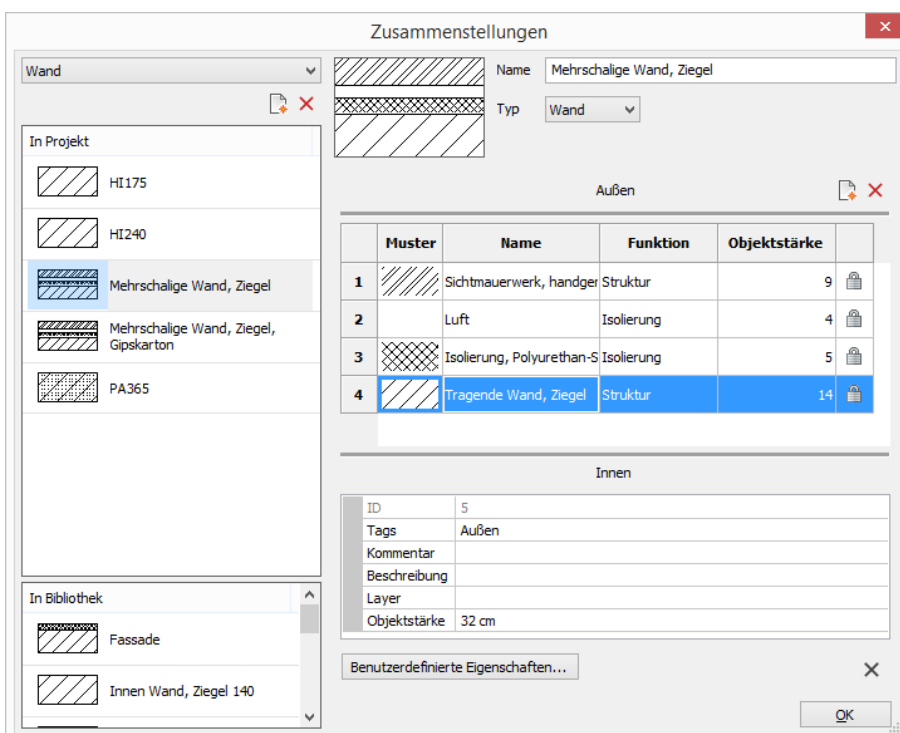 Zusammenstellungen
Wand
In Projekt
HI175
HI240
Mehrschalige Wand, Ziegel
Mehrschalige Wand, Ziegel,
Gipskarton
PA365
In Bibliothek
Fassade
Innen Wand, Ziegel 140
Name Mehrschalige Wand, Ziegel
Typ Wand
Außen
Muster Name Funktion Objektstärke
1 Sichtmauerwerk, handger Struktur 9
2 Luft Isolierung 4
3 Isolierung, Polyurethan-S Isolierung 5
4 Tragende Wand, Ziegel Struktur 14
Innen
ID 5
Tags Außen
Kommentar
Beschreibung
Layer
Objektstärke 32 cm
Benutzerdefinierte Eigenschaften...
OK